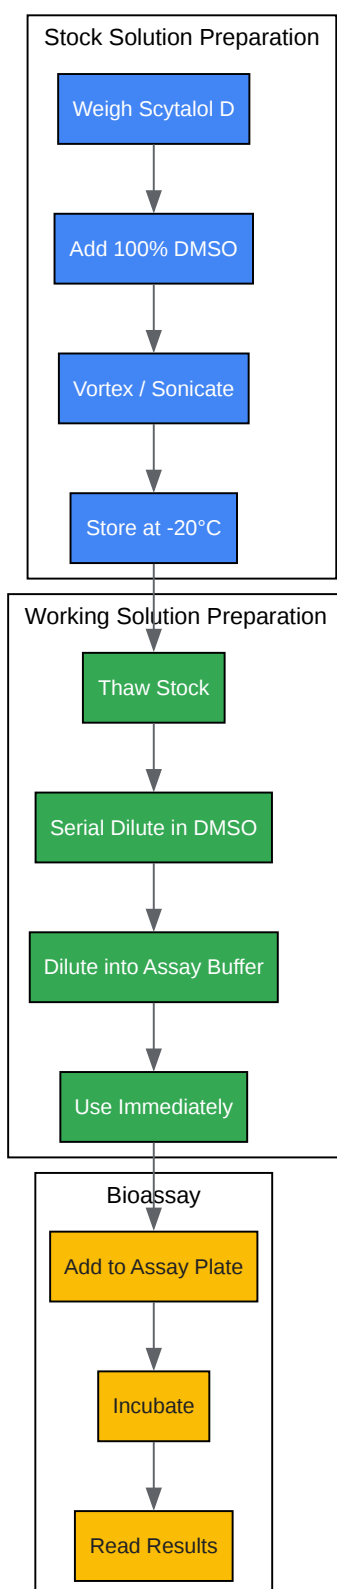 Stock Solution Preparation
Weigh Scytalol D
Add 100% DMSO
Vortex / Sonicate
Store at -20°C
Working Solution Preparation
Thaw Stock
Serial Dilute in DMSO
Dilute into Assay Buffer
Use Immediately
Bioassay
Add to Assay Plate
Incubate
Read Results